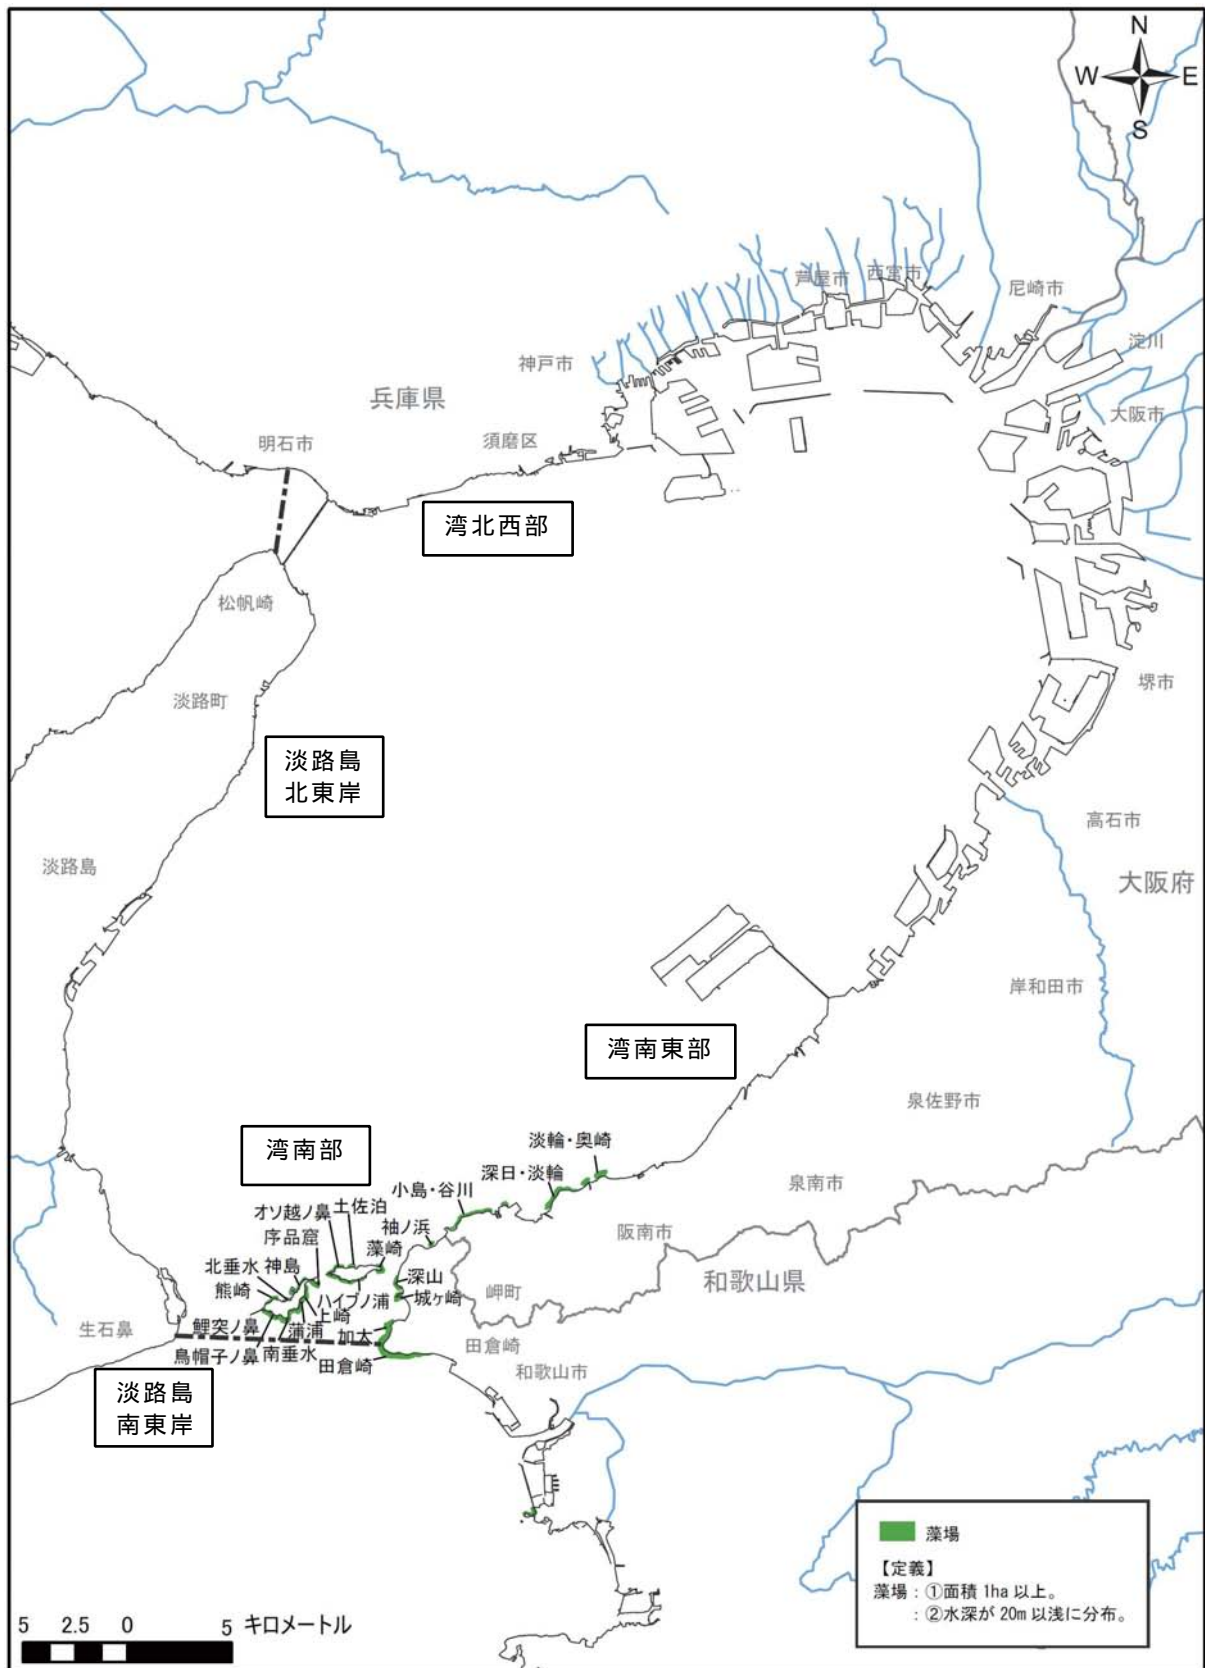 N
W E
S
芦屋市
西宮市
尼崎市
神戸市
淀川
兵庫県
大阪市
明石市
須磨区
湾北西部
松帆崎
堺市
淡路町
淡路島
北東岸
高石市
淡路島
大阪府
岸和田市
湾南東部
泉佐野市
湾南部
淡輪・奥崎
深日・淡輪
泉南市
小島・谷川
オソ越ノ鼻
土佐泊
袖ノ浜
阪南市
序品窟
藻崎
北垂水
神島
深山
和歌山県
熊崎
ハイブノ浦
城ヶ崎
岬町
上崎
鯉突ノ鼻
蒲浦
加太
生石鼻
田倉崎
烏帽子ノ鼻
南垂水
田倉崎
和歌山市
淡路島
南東岸
藻場
【定義】
藻場：①面積 1ha 以上。
：②水深が 20m 以浅に分布。
5 2.5 0 5 キロメートル